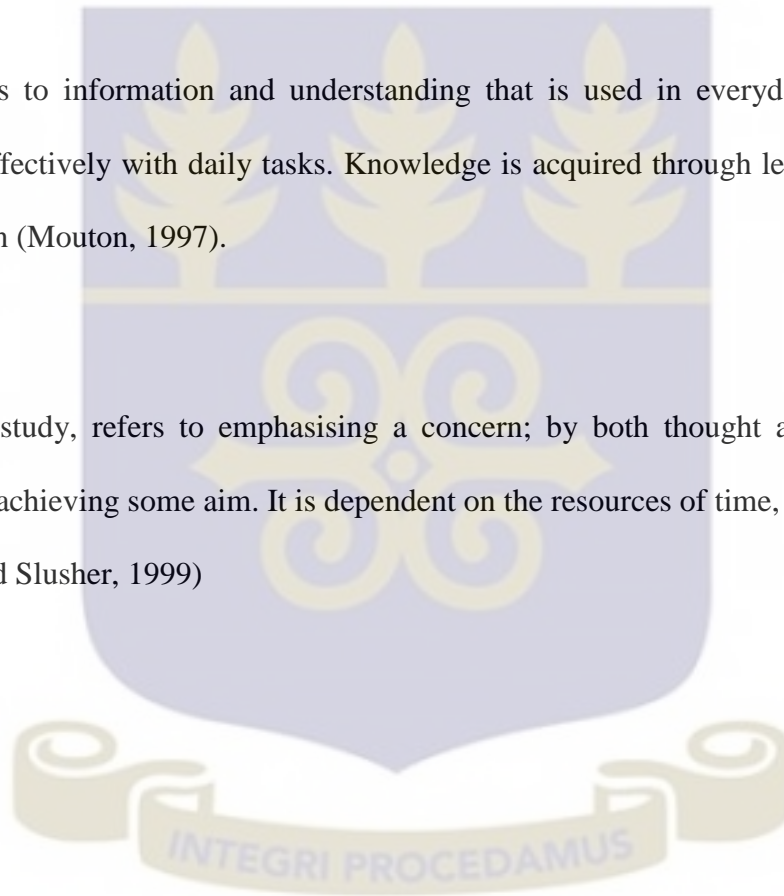 s to information and understanding that is used in everyd
ffectively with daily tasks. Knowledge is acquired through le
n (Mouton, 1997).
study, refers to emphasising a concern; by both thought a
achieving some aim. It is dependent on the resources of time,
d Slusher, 1999)
INTEGRI PROCEDAMUS